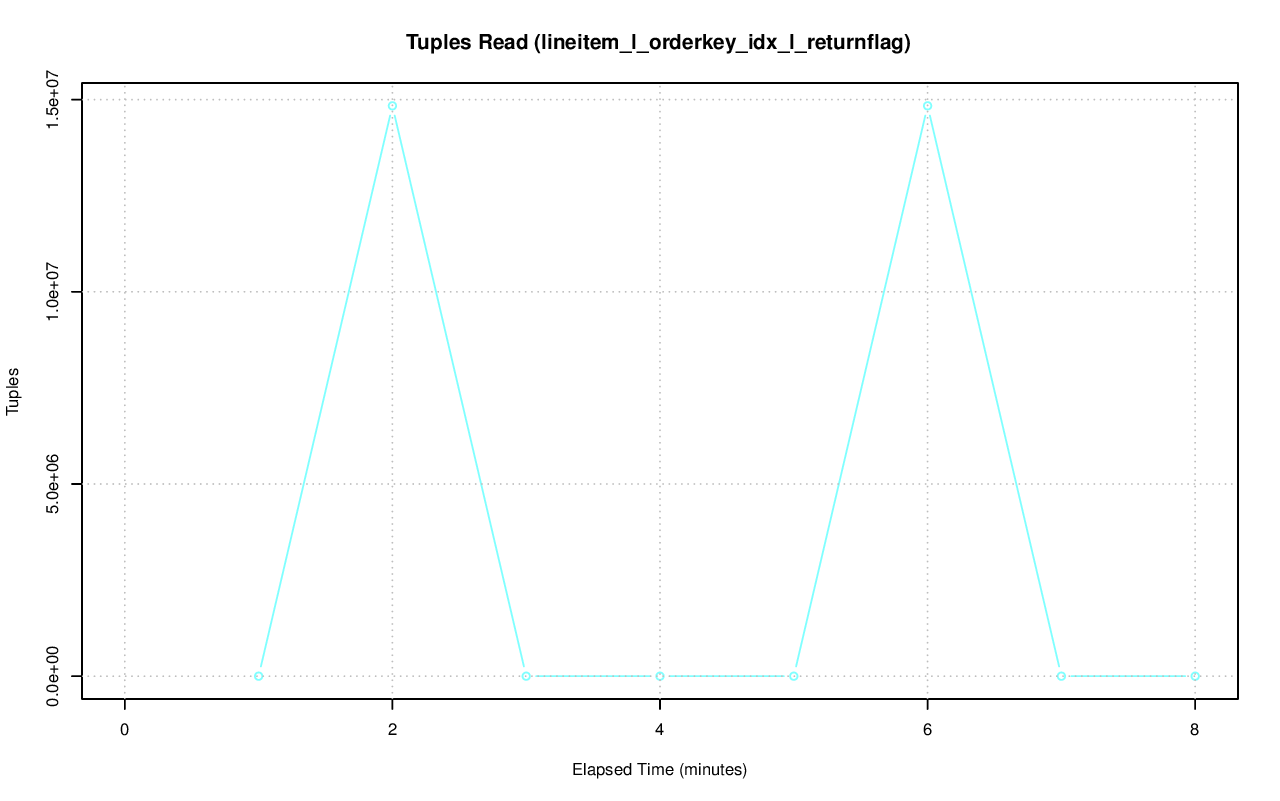 Tuples Read (lineitem_l_orderkey_idx_l_returnflag)
1.5e+07
1.0e+07
5.0e+06
0.0e+00
Tuples
0 2 4 6 8
Elapsed Time (minutes)